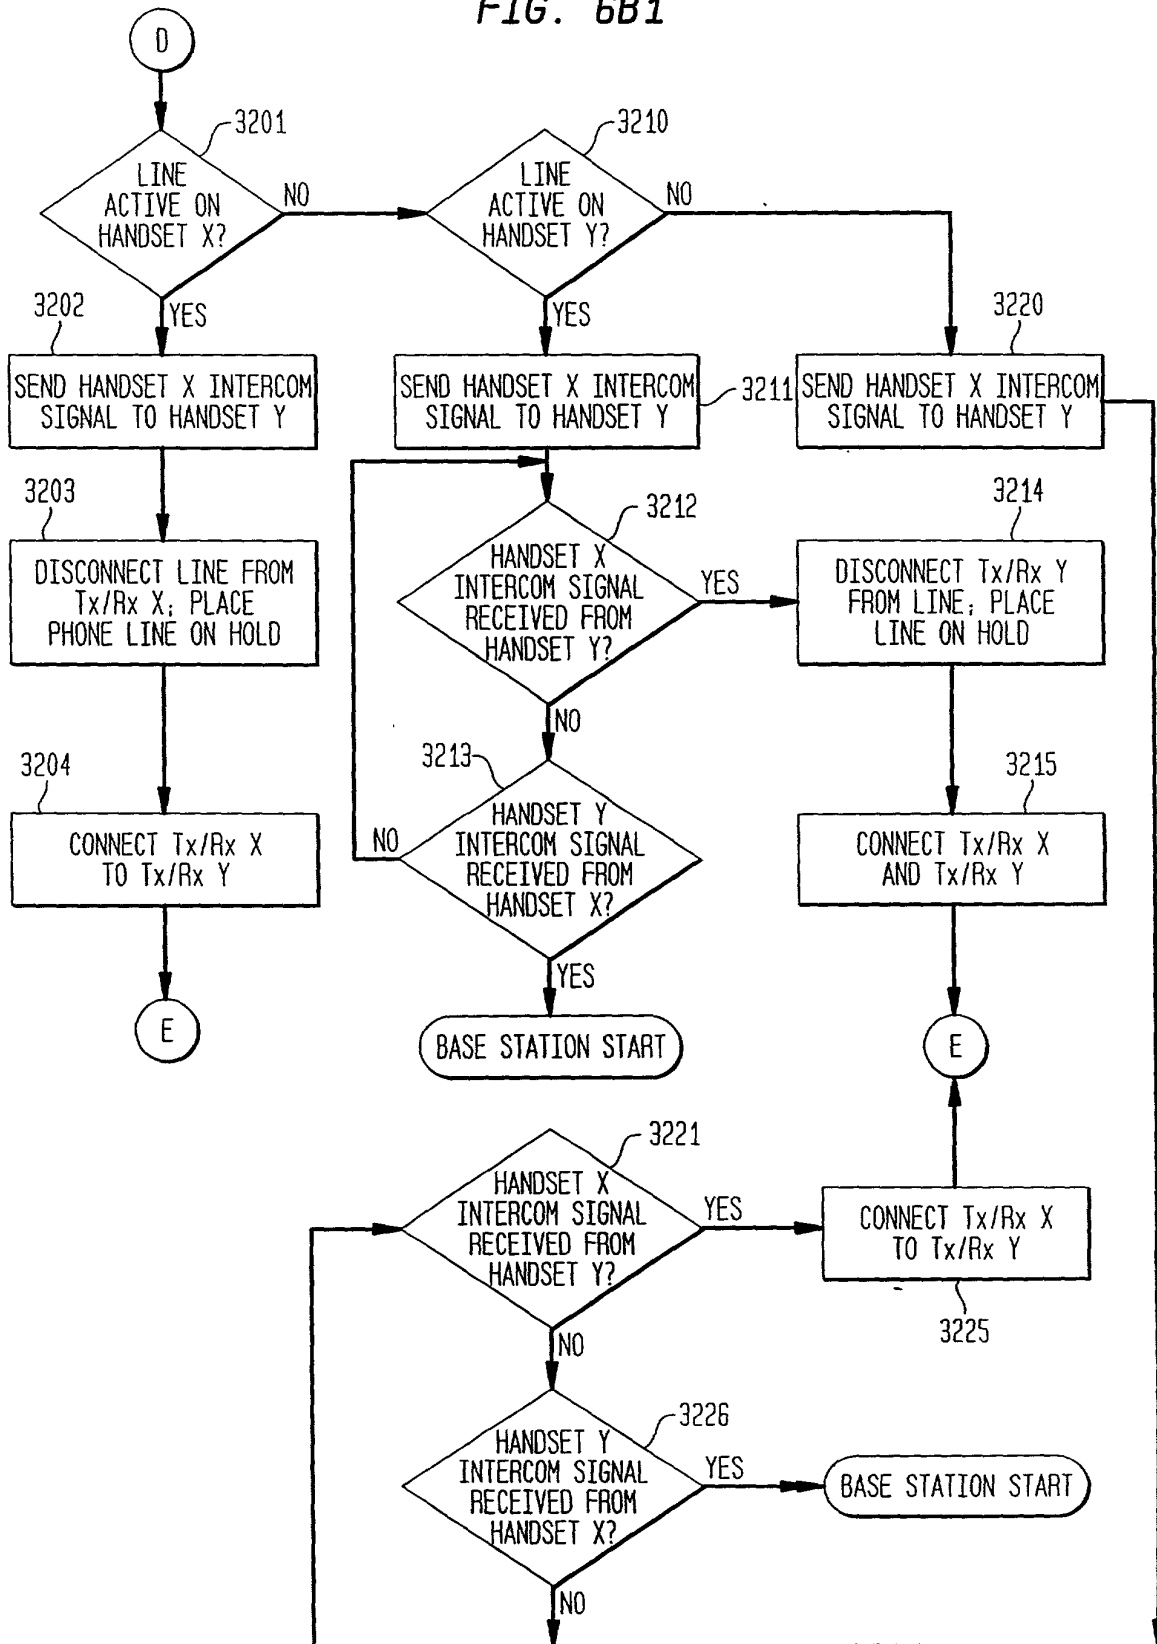 FIG. 6B1
D
3201
LINE
ACTIVE ON
HANDSET X?
NO
YES
3210
LINE
ACTIVE ON
HANDSET Y?
NO
YES
3202
SEND HANDSET X INTERCOM
SIGNAL TO HANDSET Y
3211
SEND HANDSET X INTERCOM
SIGNAL TO HANDSET Y
3220
SEND HANDSET X INTERCOM
SIGNAL TO HANDSET Y
3203
DISCONNECT LINE FROM
Tx/Rx X; PLACE
PHONE LINE ON HOLD
3212
HANDSET X
INTERCOM SIGNAL
RECEIVED FROM
HANDSET Y?
YES
NO
3214
DISCONNECT Tx/Rx Y
FROM LINE; PLACE
LINE ON HOLD
3204
CONNECT Tx/Rx X
TO Tx/Rx Y
3213
HANDSET Y
INTERCOM SIGNAL
RECEIVED FROM
HANDSET X?
NO
YES
3215
CONNECT Tx/Rx X
AND Tx/Rx Y
E
BASE STATION START
E
3221
HANDSET X
INTERCOM SIGNAL
RECEIVED FROM
HANDSET Y?
YES
NO
CONNECT Tx/Rx X
TO Tx/Rx Y
3225
3226
HANDSET Y
INTERCOM SIGNAL
RECEIVED FROM
HANDSET X?
YES
NO
BASE STATION START